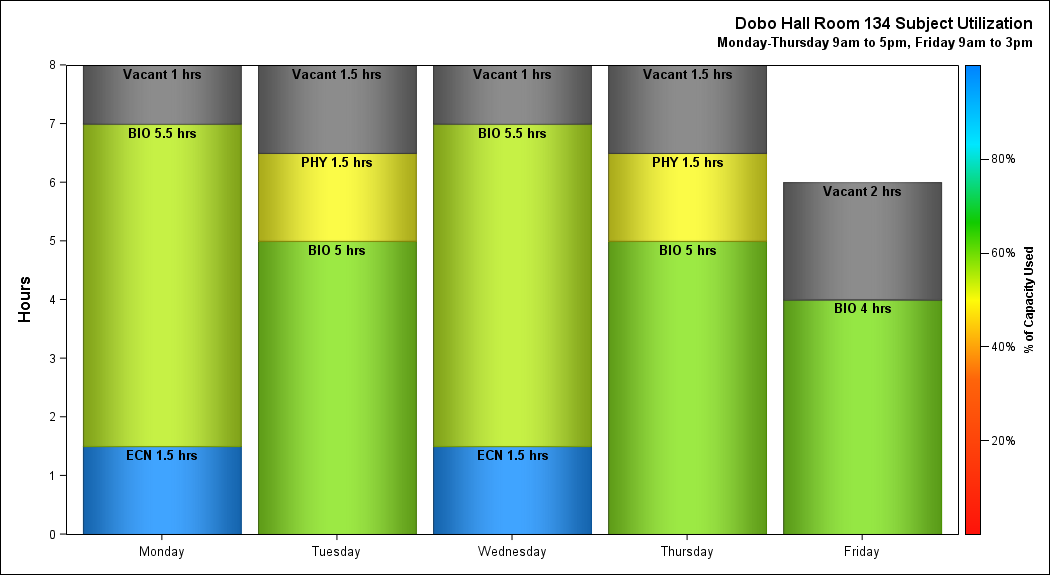 Dobo Hall Room 134 Subject Utilization
Monday-Thursday 9am to 5pm, Friday 9am to 3pm
Hours
8
7
6
5
4
3
2
1
0
Vacant 1 hrs
BIO 5.5 hrs
ECN 1.5 hrs
Vacant 1.5 hrs
PHY 1.5 hrs
BIO 5 hrs
Vacant 1 hrs
BIO 5.5 hrs
ECN 1.5 hrs
Vacant 1.5 hrs
PHY 1.5 hrs
BIO 5 hrs
Vacant 2 hrs
BIO 4 hrs
Monday
Tuesday
Wednesday
Thursday
Friday
80%
60%
40%
20%
% of Capacity Used